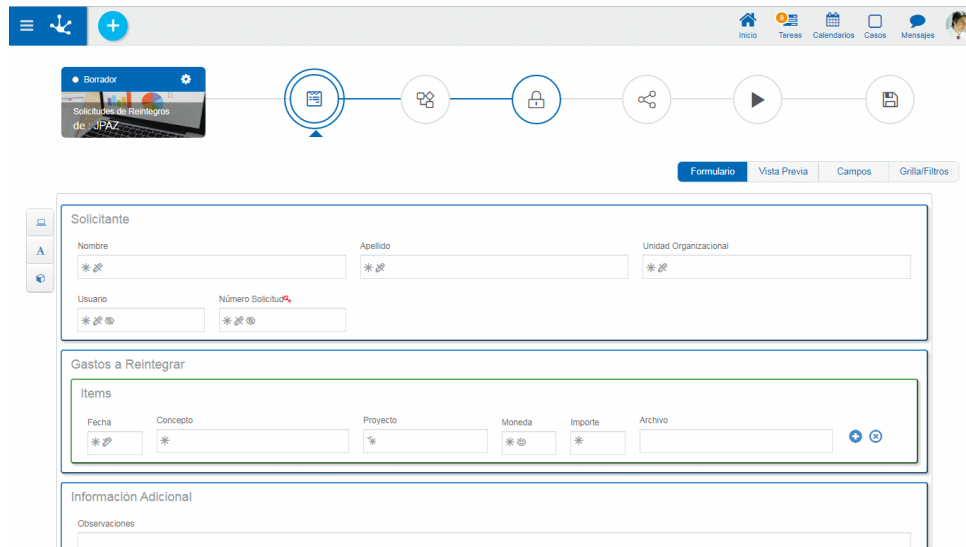 8
Inicio Tareas Calendarios Casos Mensajes
Borrador
Solicitudes de Reintegros
de : JPAZ
Formulario Vista Previa Campos Grilla/Filtros
A
Solicitante
Nombre Apellido Unidad Organizacional
Usuario Número Solicitud
Gastos a Reintegrar
Items
Fecha Concepto Proyecto Moneda Importe Archivo
Información Adicional
Observaciones